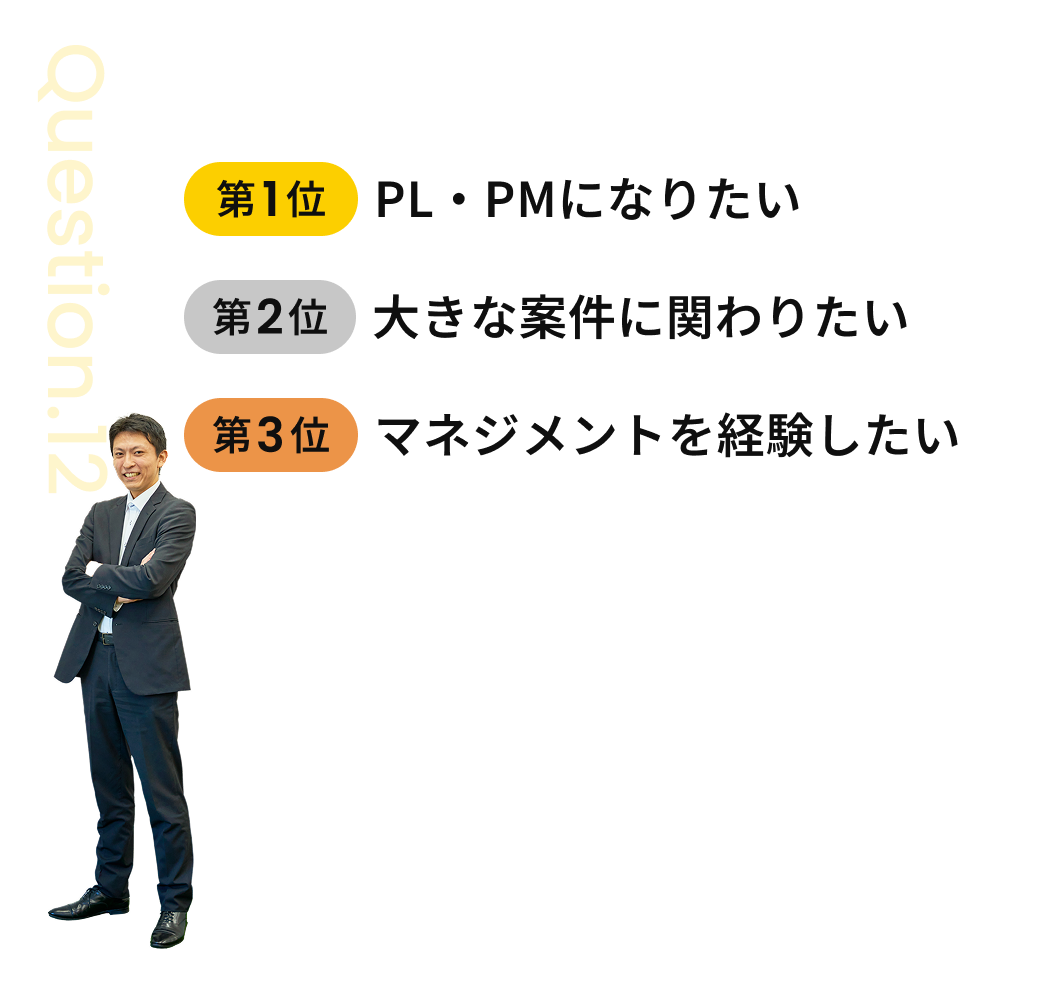 Question.12
第1位 PL・PMになりたい
第2位 大きな案件に関わりたい
第3位 マネジメントを経験したい